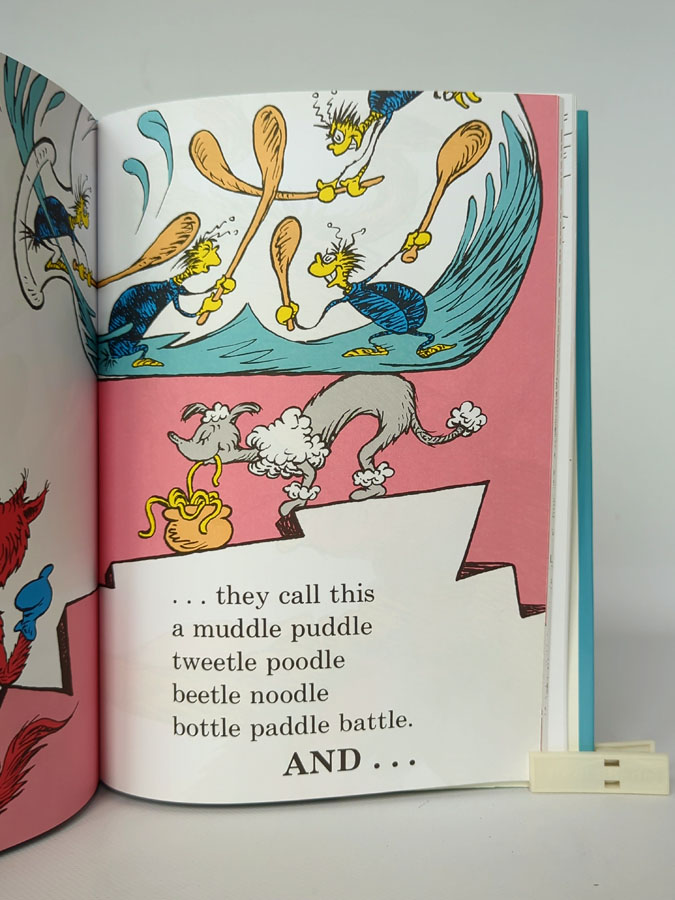 . . . they call this
a muddle puddle
tweetle poodle
beetle noodle
bottle paddle battle.
AND . . .